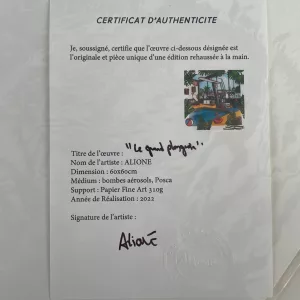 CERTIFICAT D'AUTHENTICITE
Je, soussigné, certifie que l'œuvre ci-dessous désignée est
l'originale et pièce unique d'une édition rehaussée à la main.
Titre de l'œuvre : "Le grand plongeoir".
Nom de l'artiste : ALIONE
Dimension : 60x60cm
Médium : bombes aérosols, Posca
Support : Papier Fine Art 310g
Année de Réalisation : 2022
Signature de l'artiste :
Alioné